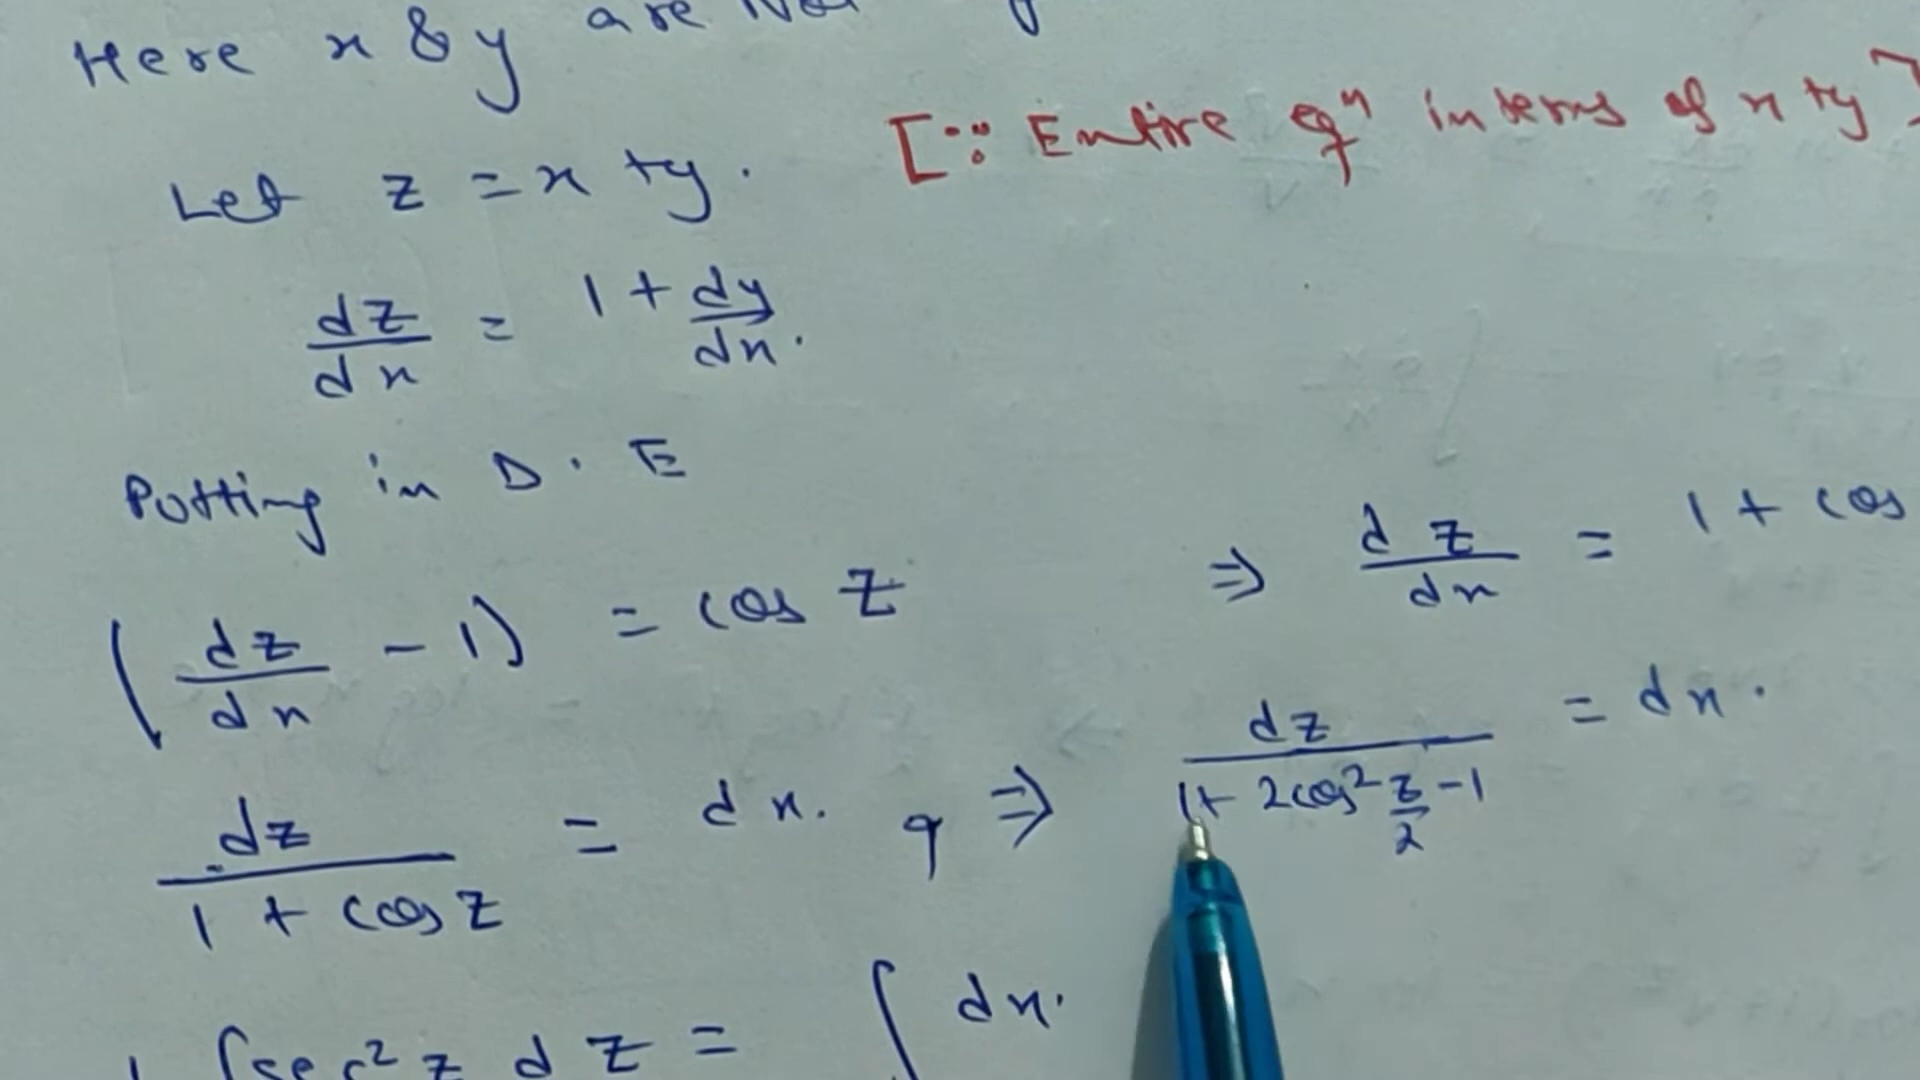 Here x & y are Not
[∵ Entire eqn in terms of x+y]
Let z = x+y.
dz/dx = 1 + dy/dx.
Putting in D.E
(dz/dx - 1) = cos z ⇒ dz/dx = 1 + cos
dz/(1 + cos z) = dx. ⇒ dz/(1+ 2cos² z/2 -1) = dx.
∫sec² z dz = ∫ dx.